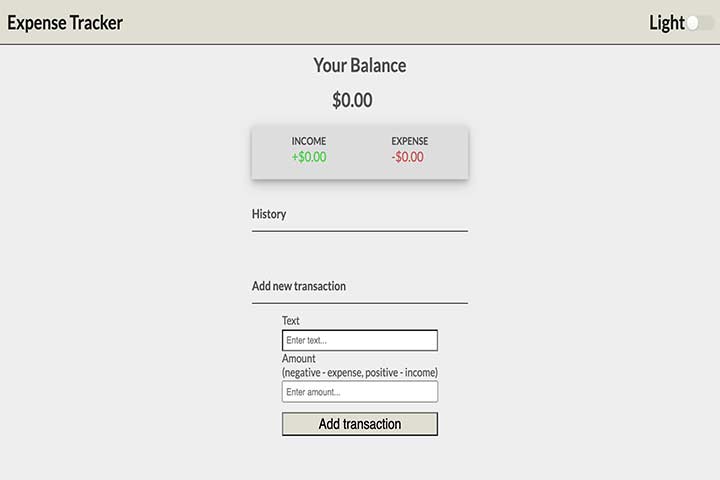 Expense Tracker
Light
Your Balance
$0.00
INCOME EXPENSE
+$0.00 -$0.00
History
Add new transaction
Text
Enter text...
Amount
(negative - expense, positive - income)
Enter amount...
Add transaction